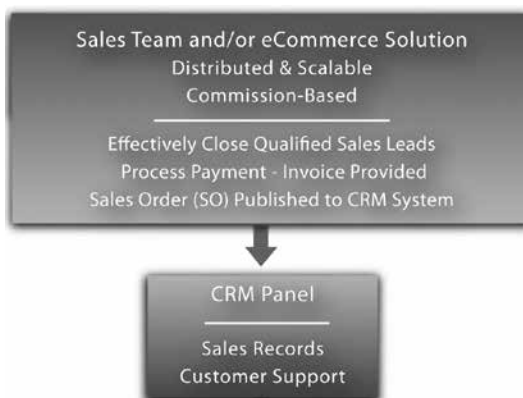 Sales Team and/or eCommerce Solution
Distributed & Scalable
Commission-Based
Effectively Close Qualified Sales Leads
Process Payment - Invoice Provided
Sales Order (SO) Published to CRM System
CRM Panel
Sales Records
Customer Support